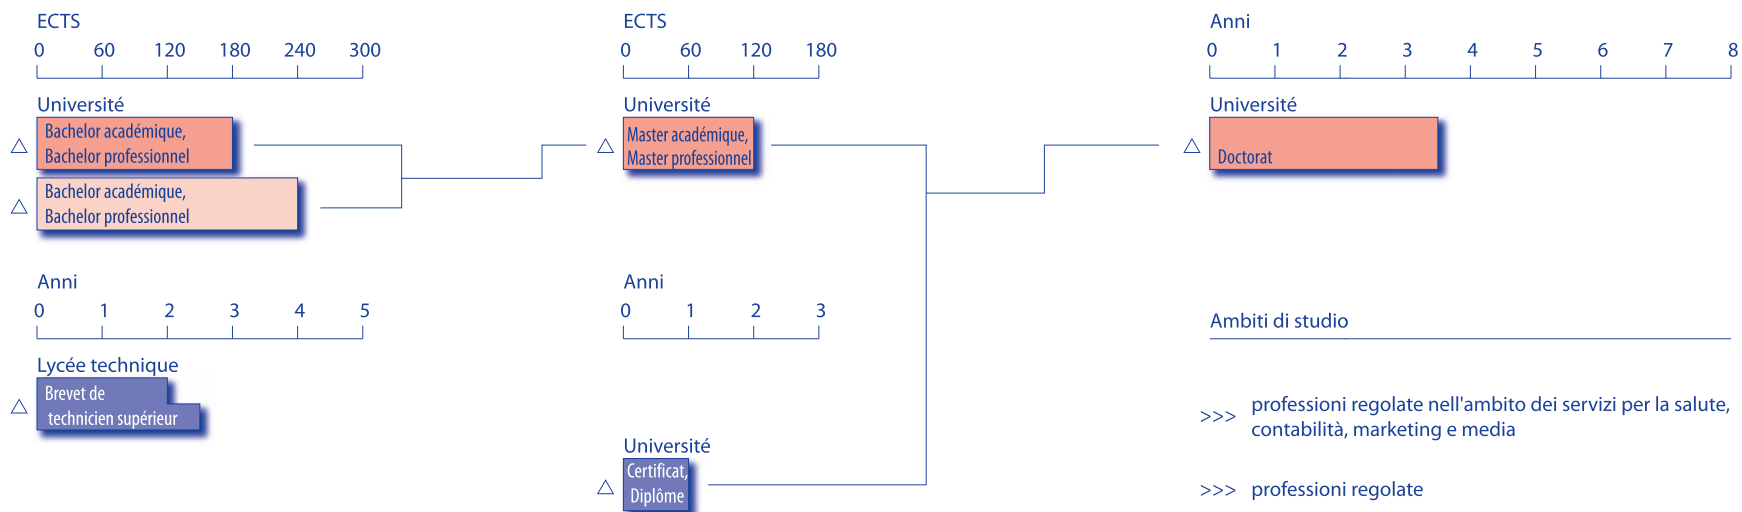 ECTS
0 60 120 180 240 300
Université
Bachelor académique,
Bachelor professionnel
Bachelor académique,
Bachelor professionnel
Anni
0 1 2 3 4 5
Lycée technique
Brevet de
technicien supérieur
ECTS
0 60 120 180
Université
Master académique,
Master professionnel
Anni
0 1 2 3
Université
Certificat,
Diplôme
Anni
0 1 2 3 4 5 6 7 8
Université
Doctorat
Ambiti di studio
>>> professioni regolate nell'ambito dei servizi per la salute,
contabilità, marketing e media
>>> professioni regolate